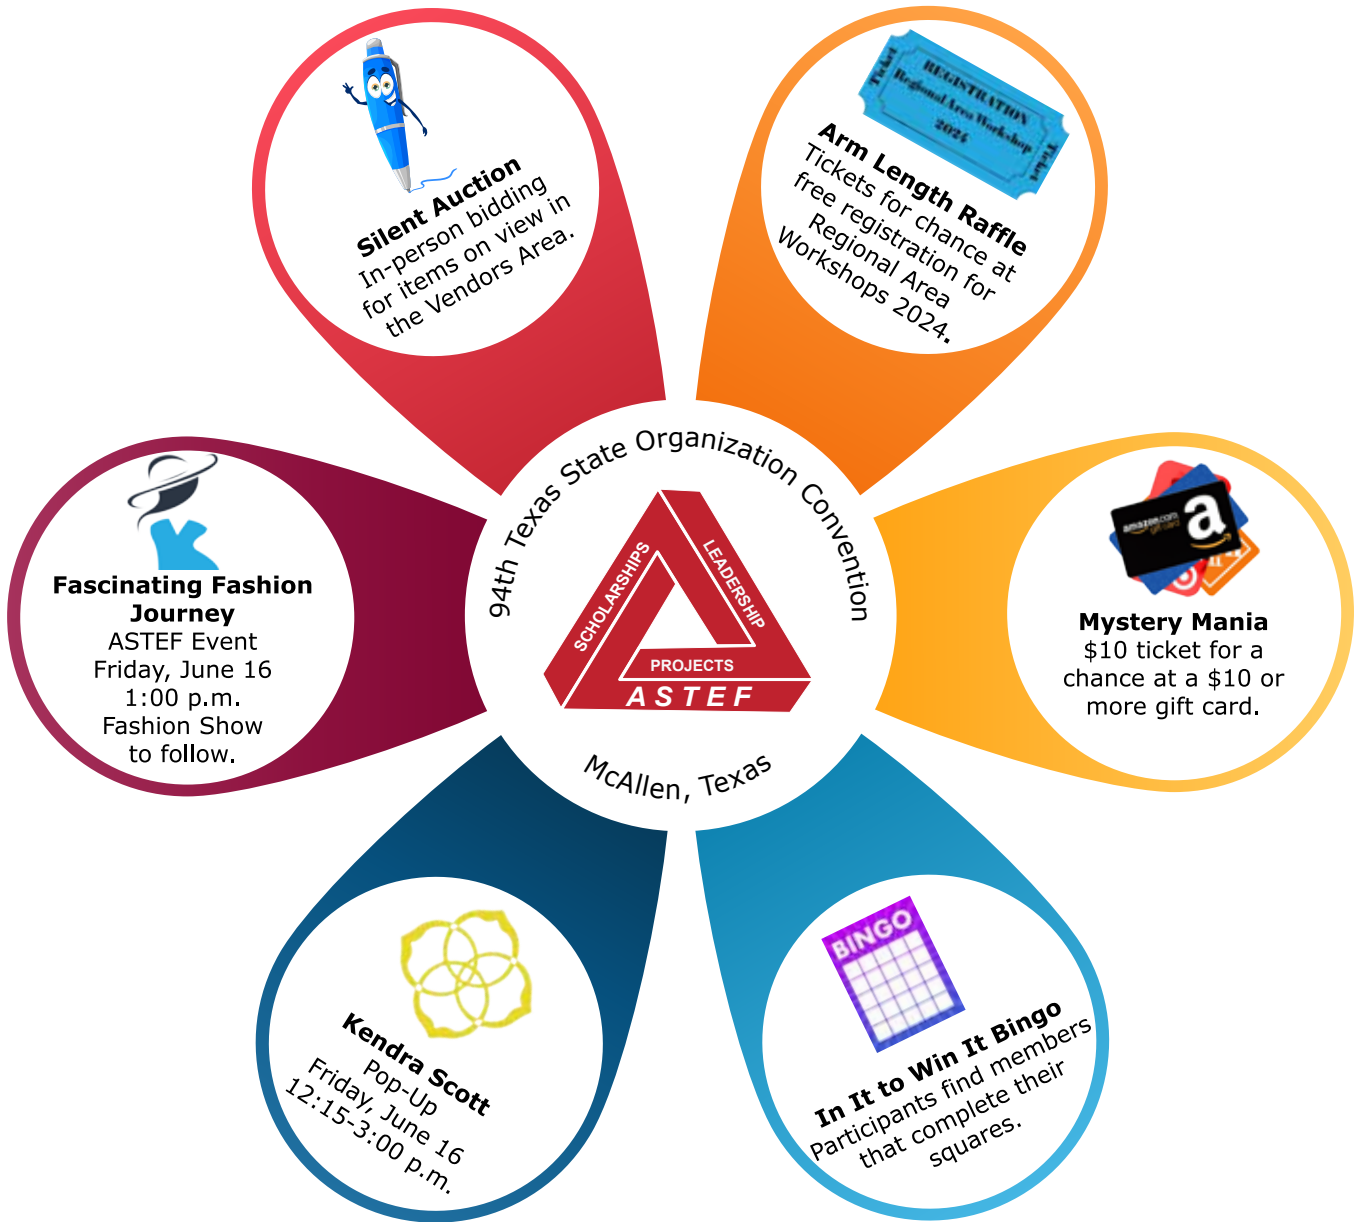 Silent Auction
In-person bidding
for items on view in
the Vendors Area.
Ticket
REGISTRATION
Regional Area Workshop
2024
Ticket
Arm Length Raffle
Tickets for chance at
free registration for
Regional Area
Workshops 2024.
94th Texas State Organization Convention
SCHOLARSHIPS
LEADERSHIP
PROJECTS
ASTEF
McAllen, Texas
Fascinating Fashion
Journey
ASTEF Event
Friday, June 16
1:00 p.m.
Fashion Show
to follow.
amazon.com
gift card
a
Mystery Mania
$10 ticket for a
chance at a $10 or
more gift card.
Kendra Scott
Pop-Up
Friday, June 16
12:15-3:00 p.m.
BINGO
In It to Win It Bingo
Participants find members
that complete their
squares.